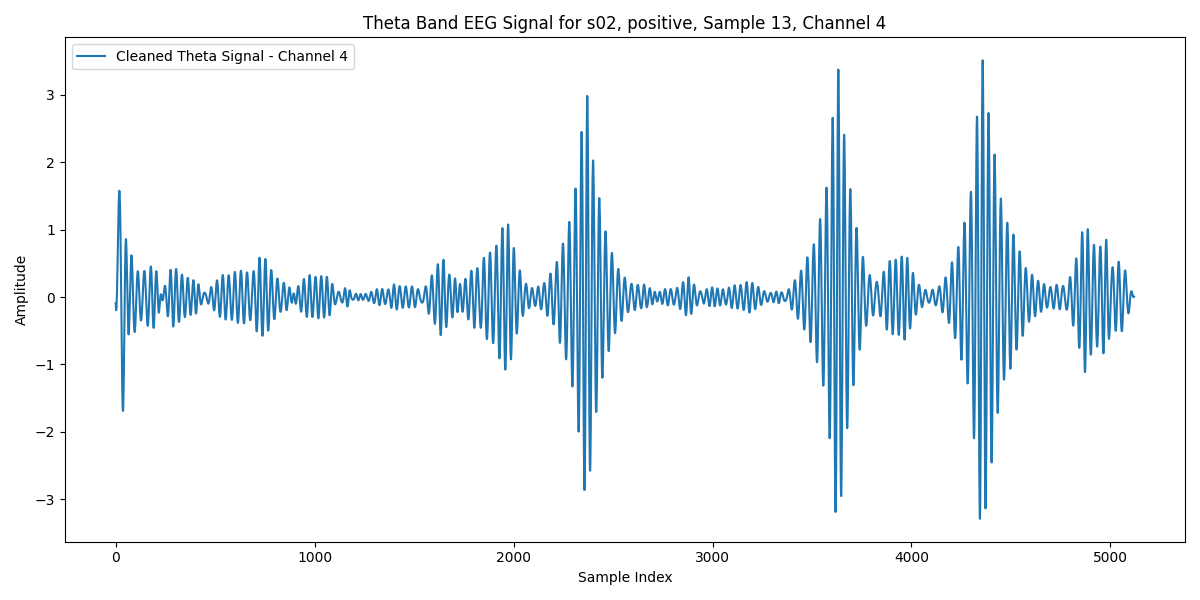 Theta Band EEG Signal for s02, positive, Sample 13, Channel 4
Cleaned Theta Signal - Channel 4
Amplitude
3
2
1
0
−1
−2
−3
0 1000 2000 3000 4000 5000
Sample Index